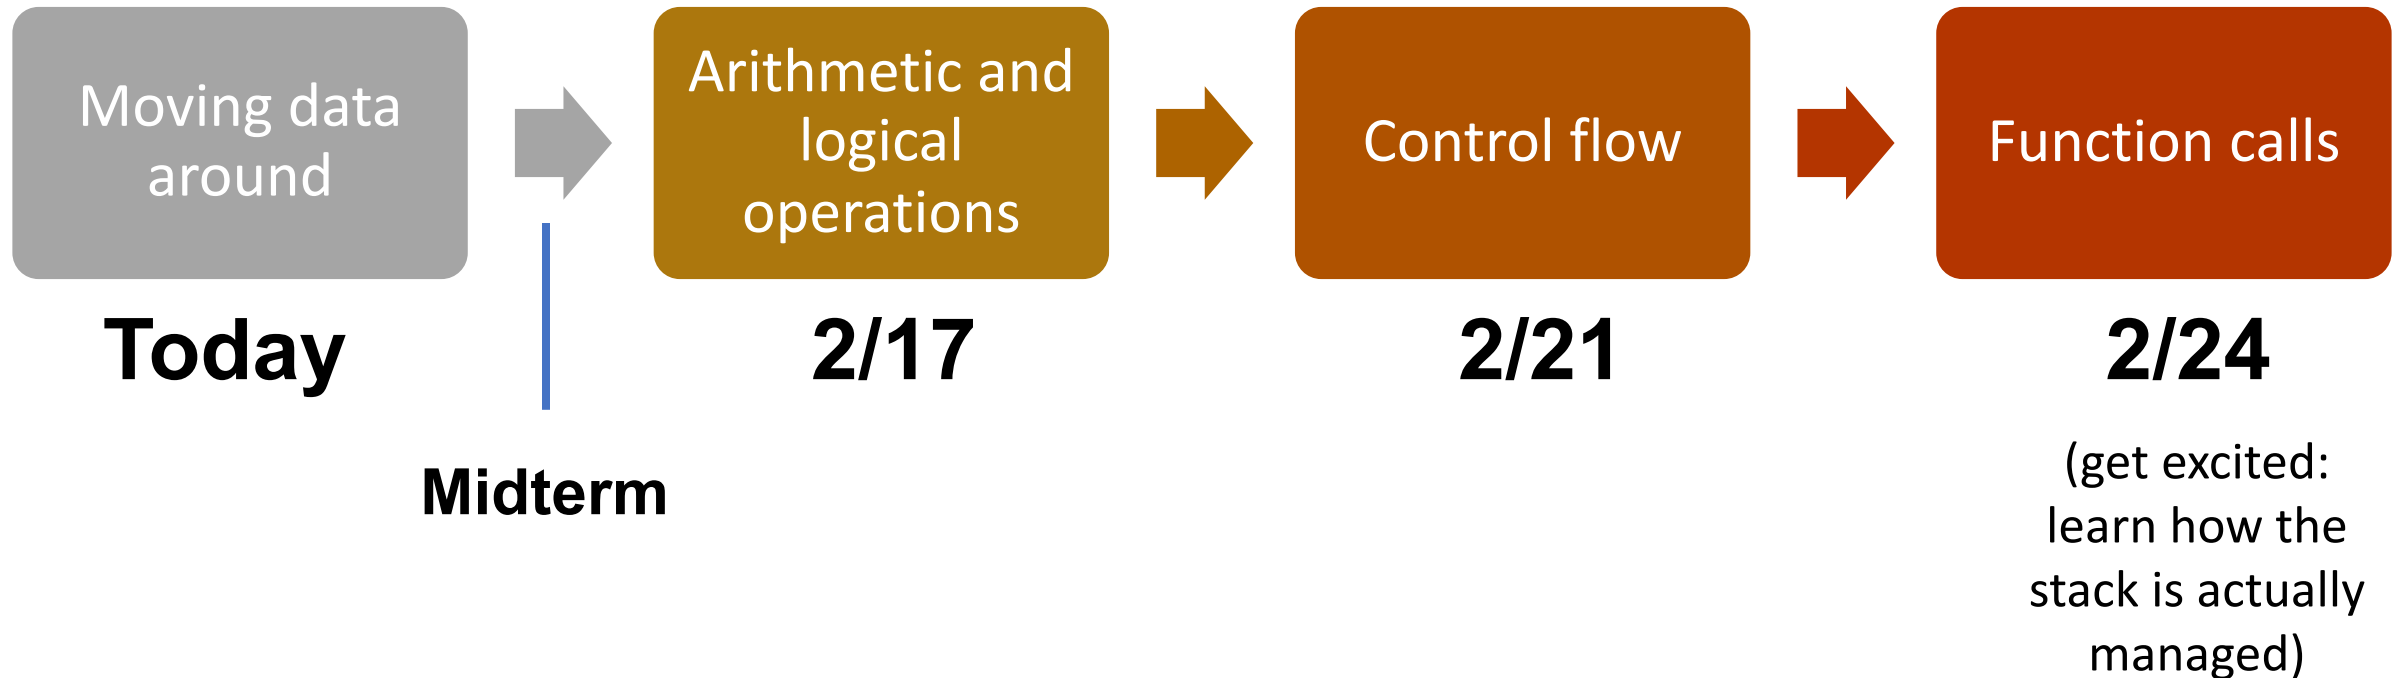 Moving data
around
Arithmetic and
logical
operations
Control flow
Function calls
Today
2/17
2/21
2/24
Midterm
(get excited:
learn how the
stack is actually
managed)